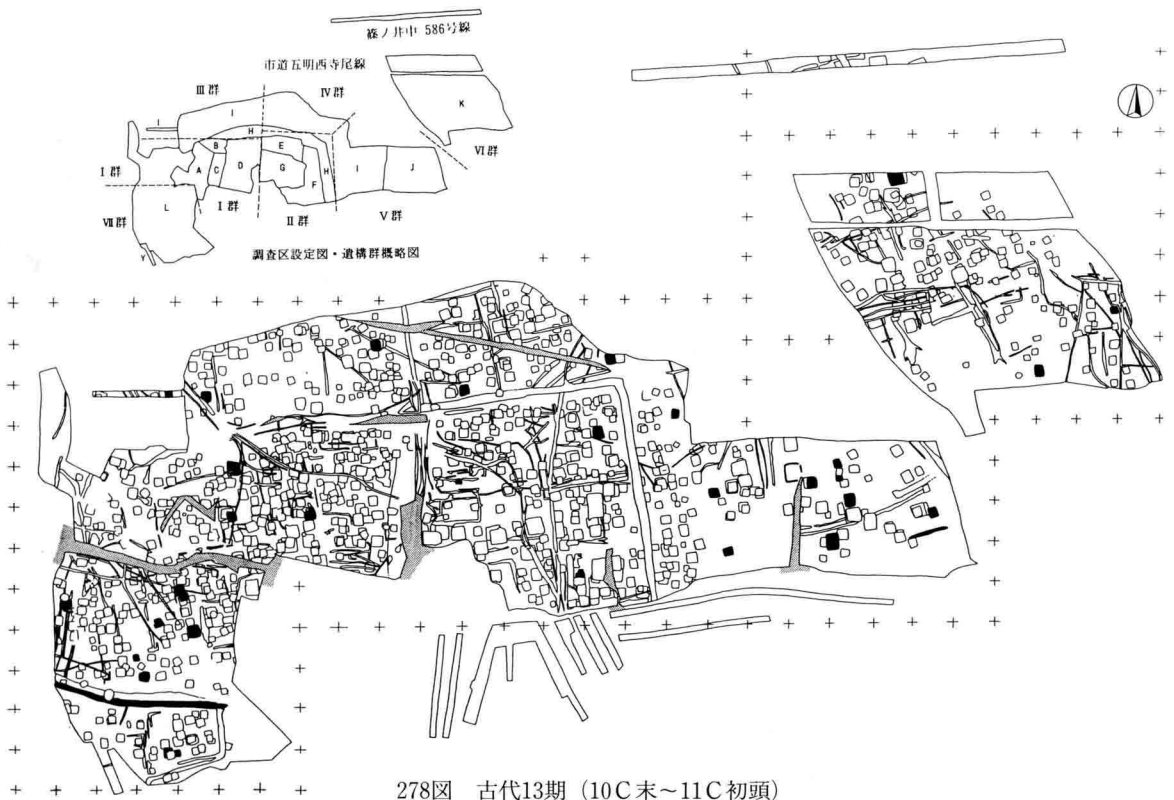 篠ノ井中 586号線
市道五明西寺尾線
III群
IV群
I
I
K
H
B
E
VI群
I群
A
C
D
G
H
I
J
F
L
I群
VII群
II群
V群
Y
調査区設定図・遺構群概略図
278図 古代13期 (10C末~11C初頭)